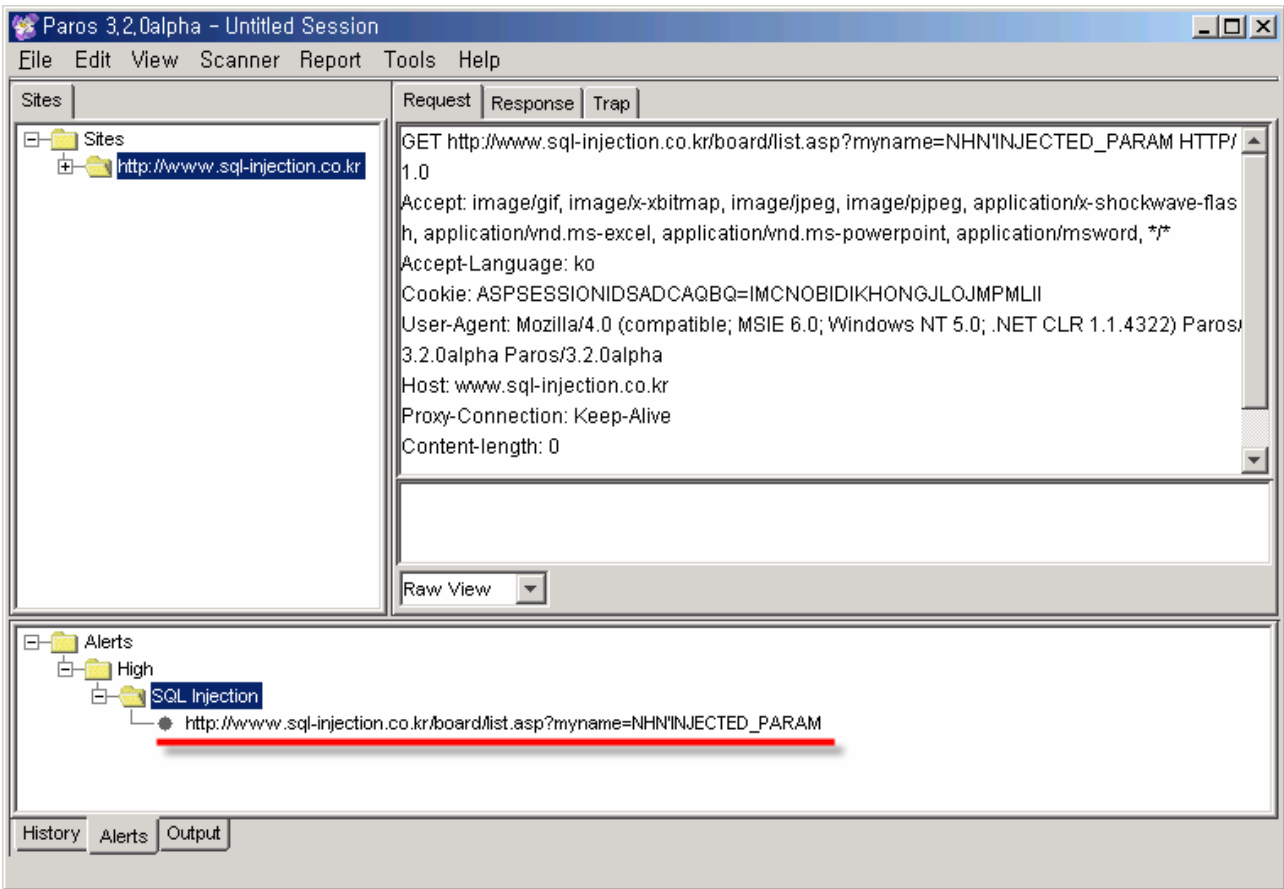 Paros 3,2,0alpha - Untitled Session
File Edit View Scanner Report Tools Help
Sites
Sites
http://www.sql-injection.co.kr
Request Response Trap
GET http://www.sql-injection.co.kr/board/list.asp?myname=NHN'INJECTED_PARAM HTTP/
1.0
Accept: image/gif, image/x-xbitmap, image/jpeg, image/pjpeg, application/x-shockwave-flas
h, application/vnd.ms-excel, application/vnd.ms-powerpoint, application/msword, */*
Accept-Language: ko
Cookie: ASPSESSIONIDSADCAQBQ=IMCNOBIDIKHONGJLOJMPMLII
User-Agent: Mozilla/4.0 (compatible; MSIE 6.0; Windows NT 5.0; .NET CLR 1.1.4322) Paros/
3.2.0alpha Paros/3.2.0alpha
Host: www.sql-injection.co.kr
Proxy-Connection: Keep-Alive
Content-length: 0
Raw View
Alerts
High
SQL Injection
http://www.sql-injection.co.kr/board/list.asp?myname=NHN'INJECTED_PARAM
History Alerts Output